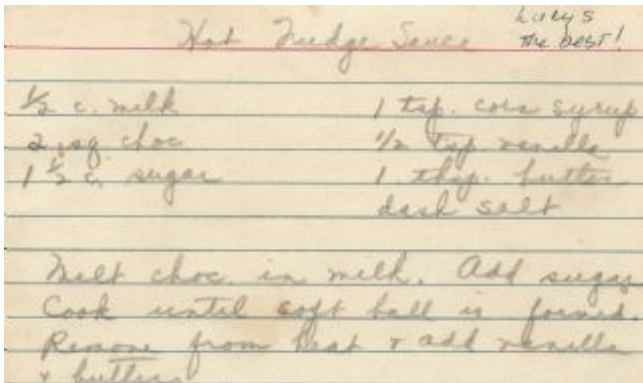 Hot Fudge Sauce
Lucy's
the best!
1/2 c. milk
2 sq choc
1 1/2 c. sugar
1 tsp. corn syrup
1/2 tsp. vanilla
1 tbsp. butter
dash salt
Melt choc. in milk. Add sugar
Cook until soft ball is formed.
Remove from heat & add vanilla
& butter